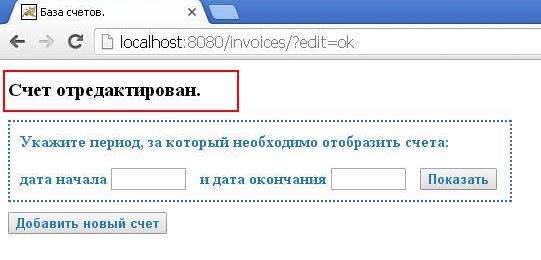 База счетов.
localhost:8080/invoices/?edit=ok
Счет отредактирован.
Укажите период, за который необходимо отобразить счета:
дата начала и дата окончания Показать
Добавить новый счет